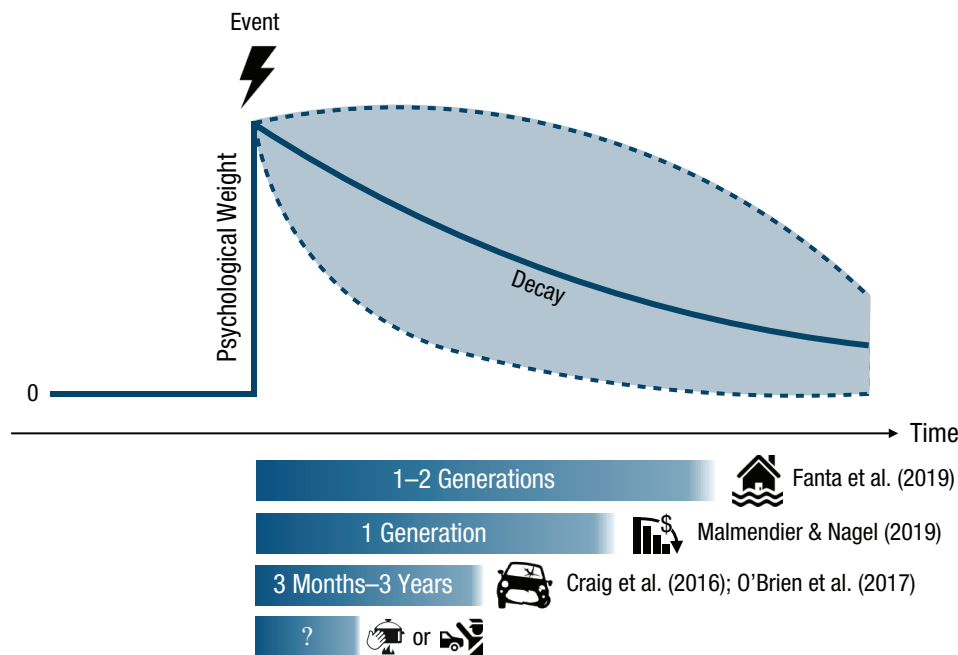 Event
Psychological Weight
Decay
0
Time
1–2 Generations
Fanta et al. (2019)
1 Generation
$
Malmendier & Nagel (2019)
3 Months–3 Years
Craig et al. (2016); O'Brien et al. (2017)
?
or